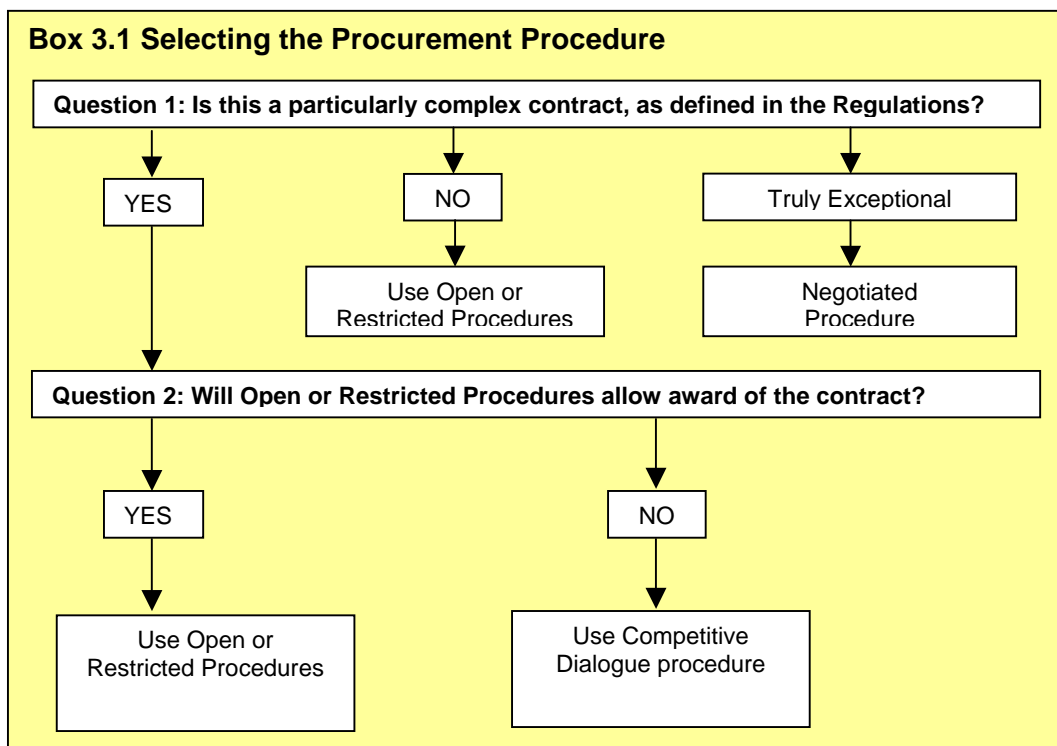 Box 3.1 Selecting the Procurement Procedure
Question 1: Is this a particularly complex contract, as defined in the Regulations?
YES
NO
Truly Exceptional
Use Open or
Restricted Procedures
Negotiated
Procedure
Question 2: Will Open or Restricted Procedures allow award of the contract?
YES
NO
Use Open or
Restricted Procedures
Use Competitive
Dialogue procedure